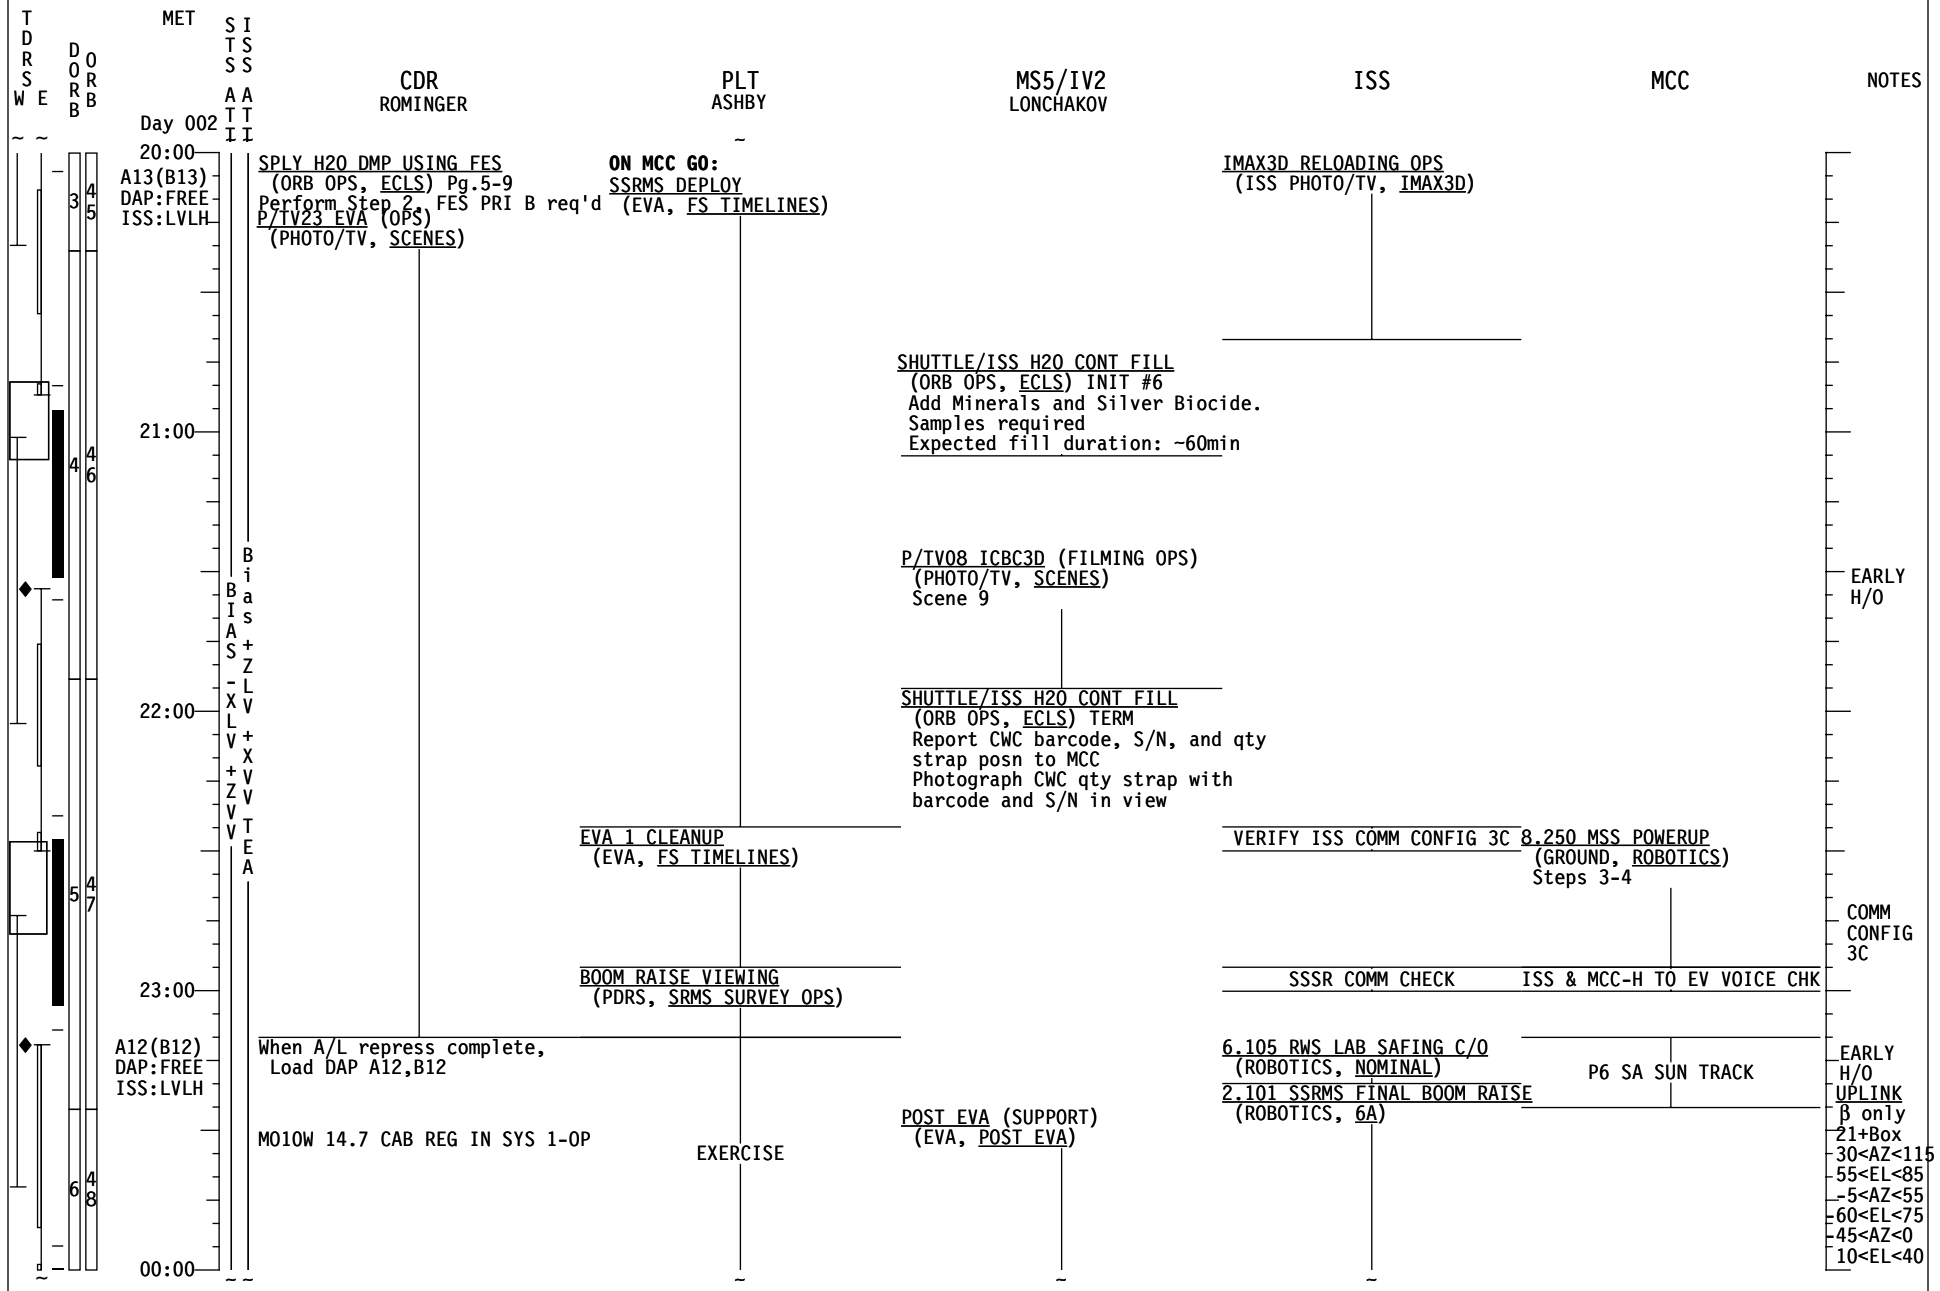 TDRS
W E
DORB
ORB
MET
STS ATT
ISS ATT
CDR
ROMINGER
PLT
ASHBY
MS5/IV2
LONCHAKOV
ISS
MCC
NOTES
Day 002
~ ~
~
20:00
A13(B13)
DAP:FREE
ISS:LVLH
3
45
SPLY H2O DMP USING FES
(ORB OPS, ECLS) Pg.5-9
Perform Step 2, FES PRI B req'd
P/TV23 EVA (OPS)
(PHOTO/TV, SCENES)
ON MCC GO:
SSRMS DEPLOY
(EVA, FS TIMELINES)
IMAX3D RELOADING OPS
(ISS PHOTO/TV, IMAX3D)
SHUTTLE/ISS H2O CONT FILL
(ORB OPS, ECLS) INIT #6
Add Minerals and Silver Biocide.
Samples required
Expected fill duration: ~60min
21:00
4
46
BIAS -XLV +ZVV
Bias +ZLV +XVV TEA
P/TV08 ICBC3D (FILMING OPS)
(PHOTO/TV, SCENES)
Scene 9
EARLY
H/O
22:00
SHUTTLE/ISS H2O CONT FILL
(ORB OPS, ECLS) TERM
Report CWC barcode, S/N, and qty
strap posn to MCC
Photograph CWC qty strap with
barcode and S/N in view
EVA 1 CLEANUP
(EVA, FS TIMELINES)
VERIFY ISS COMM CONFIG 3C
8.250 MSS POWERUP
(GROUND, ROBOTICS)
Steps 3-4
5
47
COMM
CONFIG
3C
BOOM RAISE VIEWING
(PDRS, SRMS SURVEY OPS)
SSSR COMM CHECK
ISS & MCC-H TO EV VOICE CHK
23:00
A12(B12)
DAP:FREE
ISS:LVLH
When A/L repress complete,
Load DAP A12,B12
6.105 RWS LAB SAFING C/O
(ROBOTICS, NOMINAL)
2.101 SSRMS FINAL BOOM RAISE
(ROBOTICS, 6A)
P6 SA SUN TRACK
POST EVA (SUPPORT)
(EVA, POST EVA)
MO10W 14.7 CAB REG IN SYS 1-OP
EXERCISE
6
48
EARLY
H/O
UPLINK
β only
21+Box
30<AZ<115
55<EL<85
-5<AZ<55
-60<EL<75
-45<AZ<0
10<EL<40
00:00
~ ~ ~ ~ ~ ~